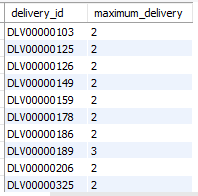 delivery_id maximum_delivery
DLV00000103 2
DLV00000125 2
DLV00000126 2
DLV00000149 2
DLV00000159 2
DLV00000178 2
DLV00000186 2
DLV00000189 3
DLV00000206 2
DLV00000325 2